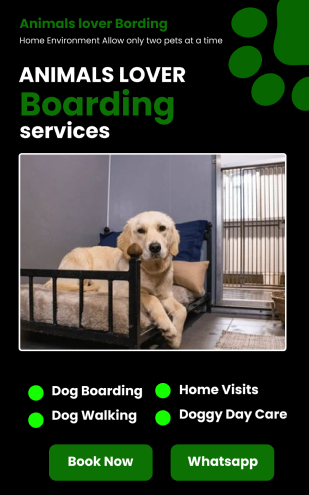 Animals lover Bording
Home Environment Allow only two pets at a time
ANIMALS LOVER
Boarding
services
Dog Boarding
Home Visits
Dog Walking
Doggy Day Care
Book Now
Whatsapp